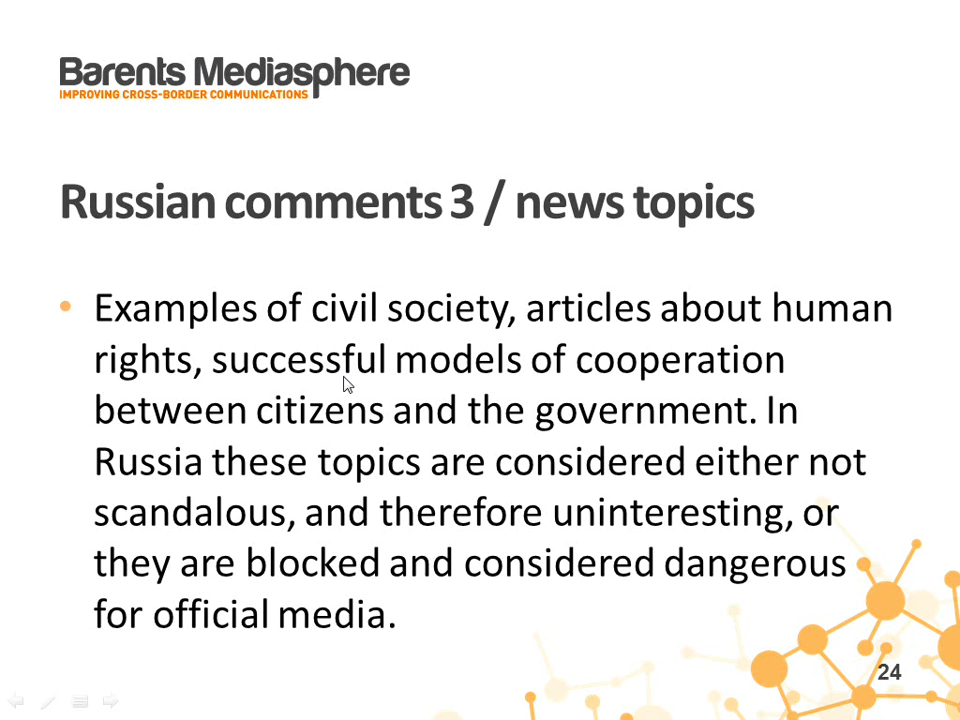 Barents Mediasphere
IMPROVING CROSS-BORDER COMMUNICATIONS
Russian comments 3 / news topics
• Examples of civil society, articles about human
rights, successful models of cooperation
between citizens and the government. In
Russia these topics are considered either not
scandalous, and therefore uninteresting, or
they are blocked and considered dangerous
for official media.
24